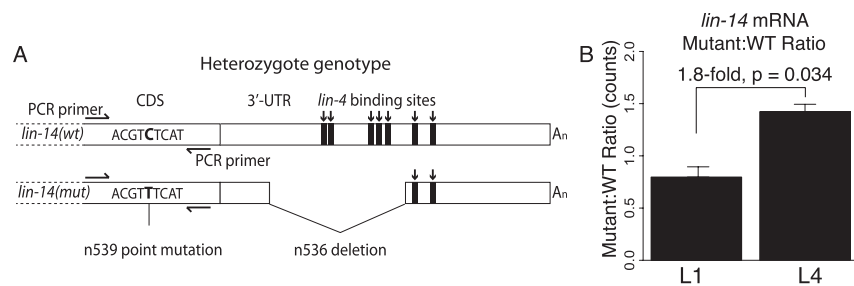 A
Heterozygote genotype
CDS
3'-UTR
lin-4 binding sites
PCR primer
lin-14(wt)
ACGTCTCAT
An
PCR primer
lin-14(mut)
ACGTTTCAT
An
n539 point mutation
n536 deletion
B
lin-14 mRNA
Mutant:WT Ratio
1.8-fold, p = 0.034
Mutant:WT Ratio (counts)
2.0
1.5
1.0
0.5
0.0
L1
L4